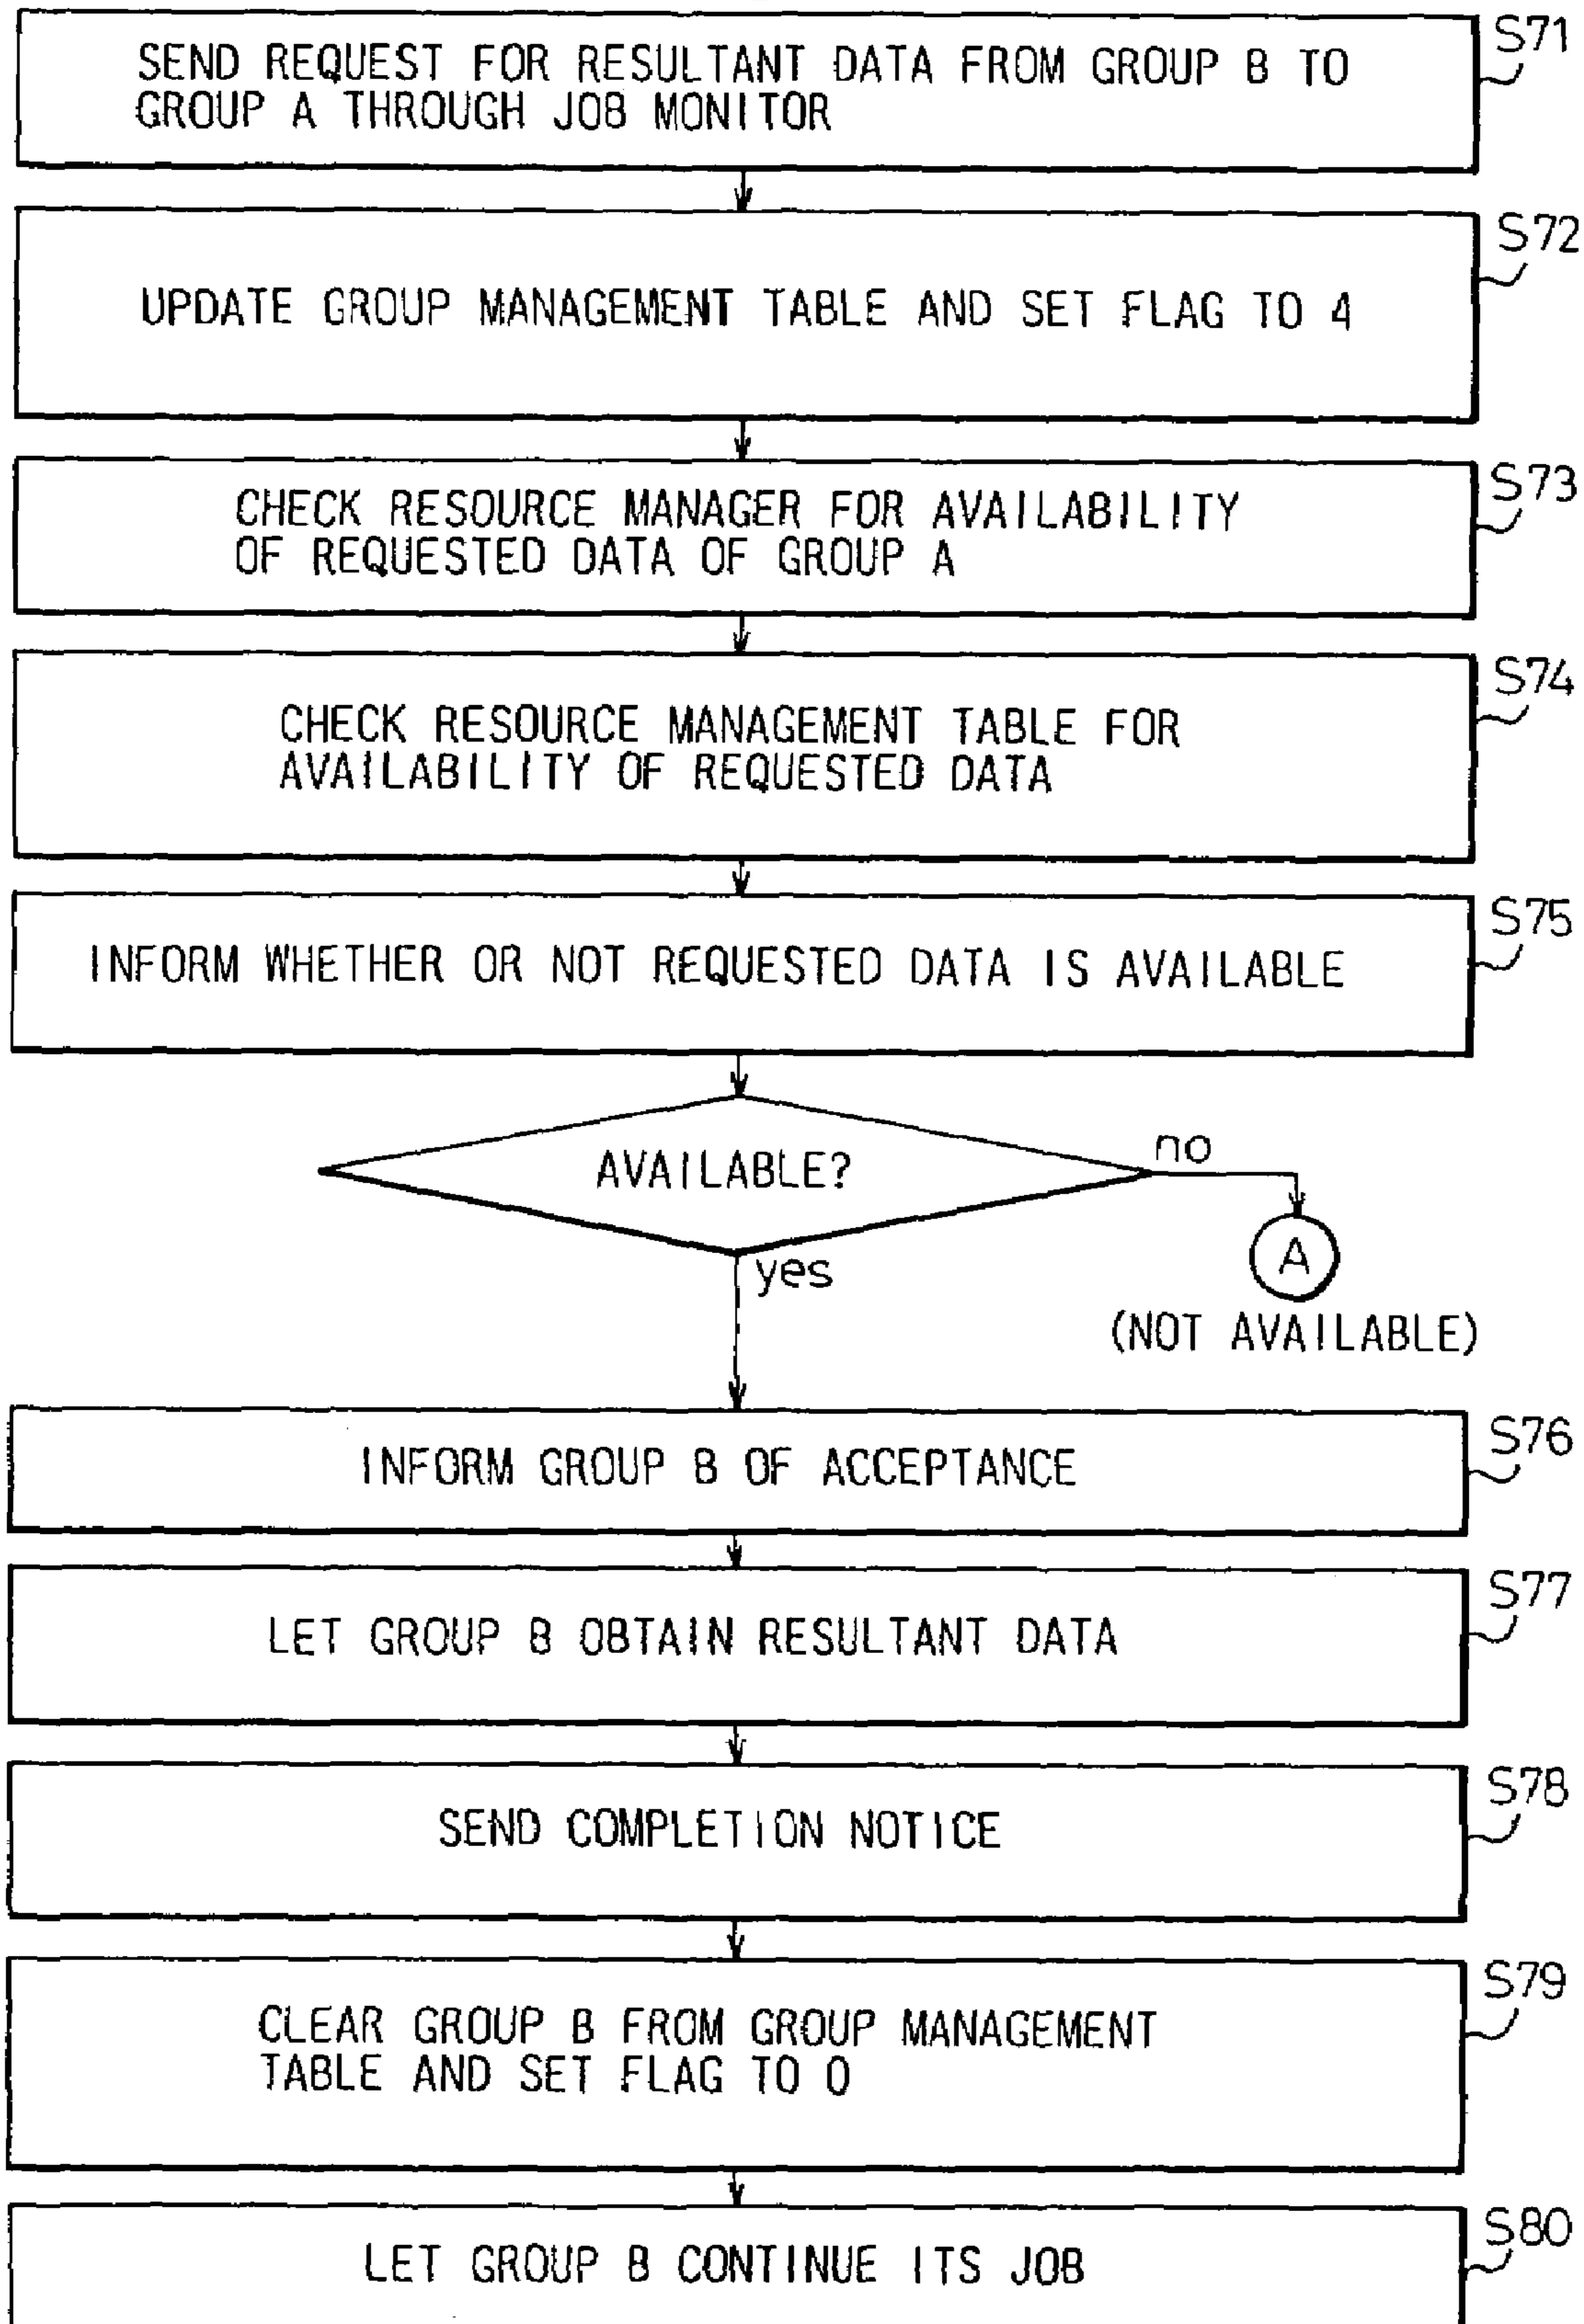 S71
SEND REQUEST FOR RESULTANT DATA FROM GROUP B TO
GROUP A THROUGH JOB MONITOR
S72
UPDATE GROUP MANAGEMENT TABLE AND SET FLAG TO 4
S73
CHECK RESOURCE MANAGER FOR AVAILABILITY
OF REQUESTED DATA OF GROUP A
S74
CHECK RESOURCE MANAGEMENT TABLE FOR
AVAILABILITY OF REQUESTED DATA
S75
INFORM WHETHER OR NOT REQUESTED DATA IS AVAILABLE
AVAILABLE?
no
A
(NOT AVAILABLE)
yes
S76
INFORM GROUP B OF ACCEPTANCE
S77
LET GROUP B OBTAIN RESULTANT DATA
S78
SEND COMPLETION NOTICE
S79
CLEAR GROUP B FROM GROUP MANAGEMENT
TABLE AND SET FLAG TO 0
S80
LET GROUP B CONTINUE ITS JOB